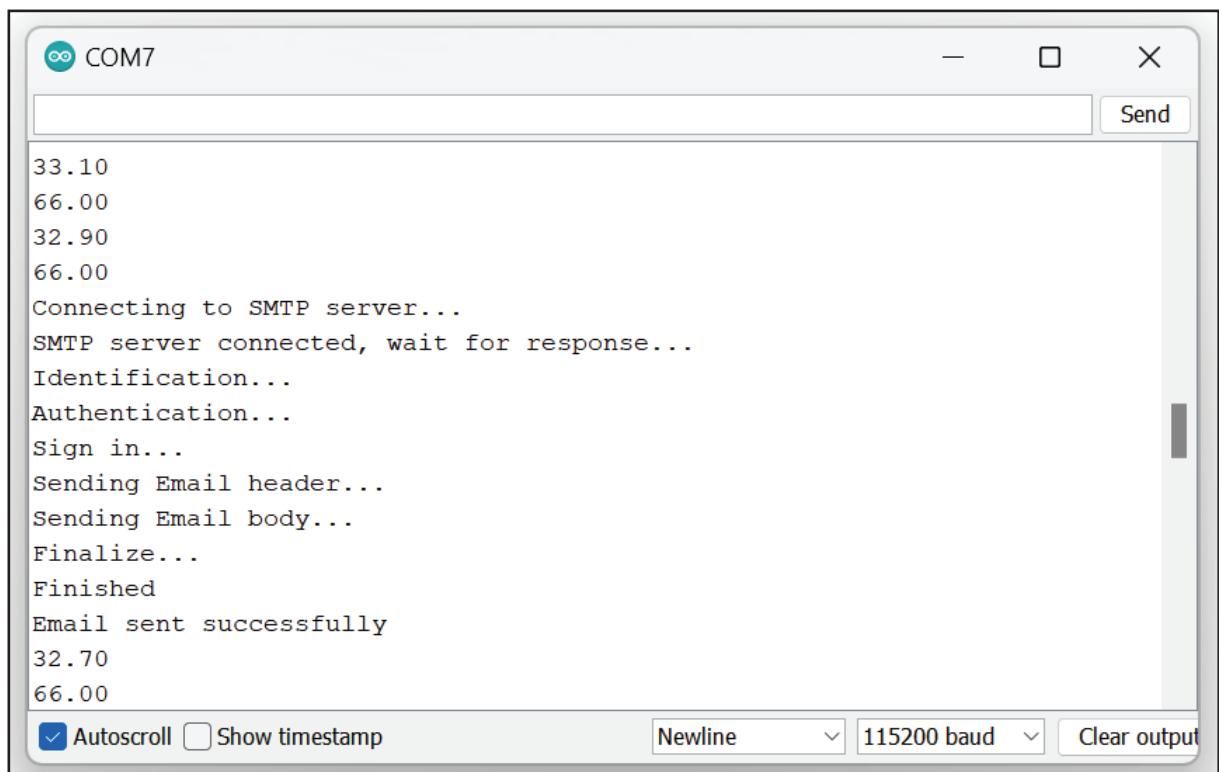 COM7
Send
33.10
66.00
32.90
66.00
Connecting to SMTP server...
SMTP server connected, wait for response...
Identification...
Authentication...
Sign in...
Sending Email header...
Sending Email body...
Finalize...
Finished
Email sent successfully
32.70
66.00
Autoscroll Show timestamp Newline 115200 baud Clear output